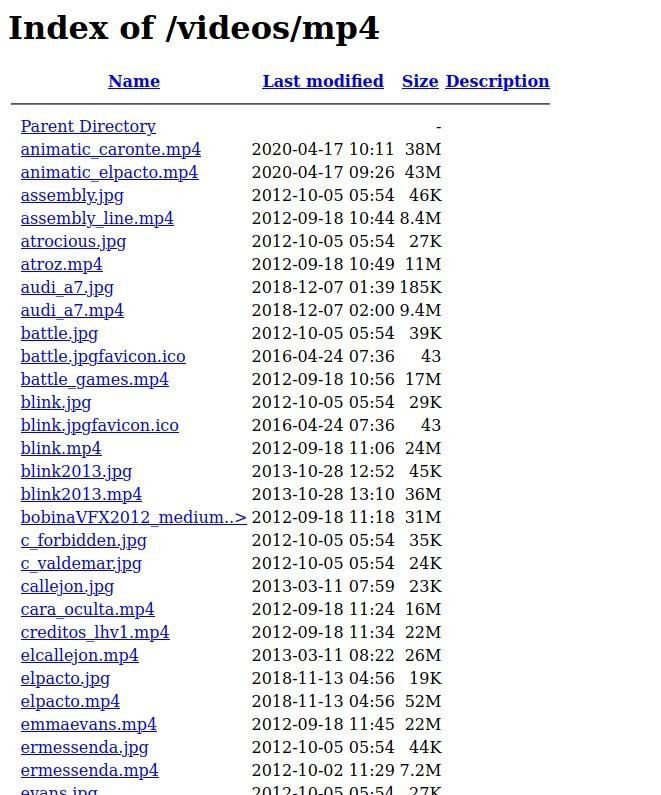 Index of /videos/mp4
Name Last modified Size Description
Parent Directory -
animatic_caronte.mp4 2020-04-17 10:11 38M
animatic_elpacto.mp4 2020-04-17 09:26 43M
assembly.jpg 2012-10-05 05:54 46K
assembly_line.mp4 2012-09-18 10:44 8.4M
atrocious.jpg 2012-10-05 05:54 27K
atroz.mp4 2012-09-18 10:49 11M
audi_a7.jpg 2018-12-07 01:39 185K
audi_a7.mp4 2018-12-07 02:00 9.4M
battle.jpg 2012-10-05 05:54 39K
battle.jpgfavicon.ico 2016-04-24 07:36 43
battle_games.mp4 2012-09-18 10:56 17M
blink.jpg 2012-10-05 05:54 29K
blink.jpgfavicon.ico 2016-04-24 07:36 43
blink.mp4 2012-09-18 11:06 24M
blink2013.jpg 2013-10-28 12:52 45K
blink2013.mp4 2013-10-28 13:10 36M
bobinaVFX2012_medium..> 2012-09-18 11:18 31M
c_forbidden.jpg 2012-10-05 05:54 35K
c_valdemar.jpg 2012-10-05 05:54 24K
callejon.jpg 2013-03-11 07:59 23K
cara_oculta.mp4 2012-09-18 11:24 16M
creditos_lhv1.mp4 2012-09-18 11:34 22M
elcallejon.mp4 2013-03-11 08:22 26M
elpacto.jpg 2018-11-13 04:56 19K
elpacto.mp4 2018-11-13 04:56 52M
emmaevans.mp4 2012-09-18 11:45 22M
ermessenda.jpg 2012-10-05 05:54 44K
ermessenda.mp4 2012-10-02 11:29 7.2M
evans.jpg 2012-10-05 05:54 27K